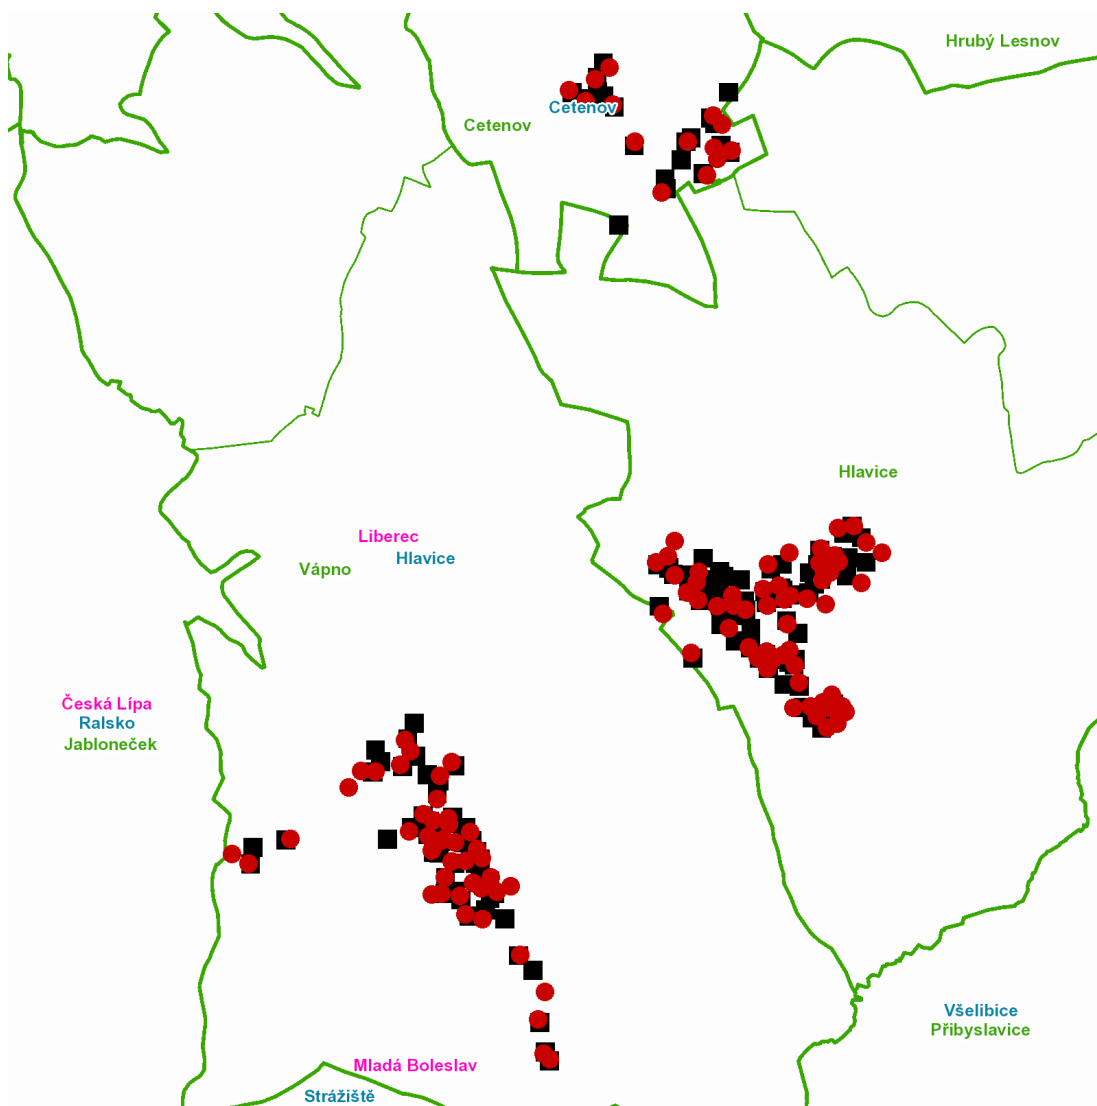 Hrubý Lesnov
Cetenov
Cetenov
Hlavice
Liberec
Hlavice
Vápno
Česká Lípa
Ralsko
Jabloneček
Všelibice
Přibyslavice
Mladá Boleslav
Strážiště